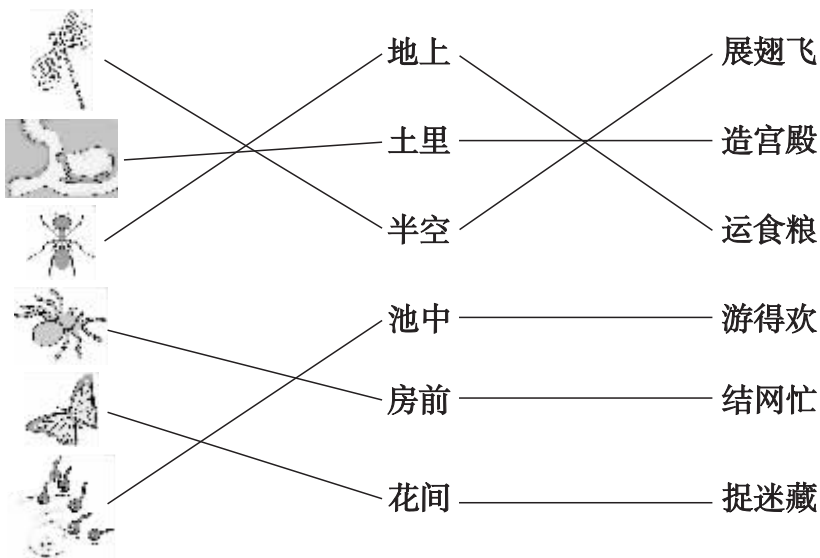 地上 展翅飞
土里 造宫殿
半空 运食粮
池中 游得欢
房前 结网忙
花间 捉迷藏